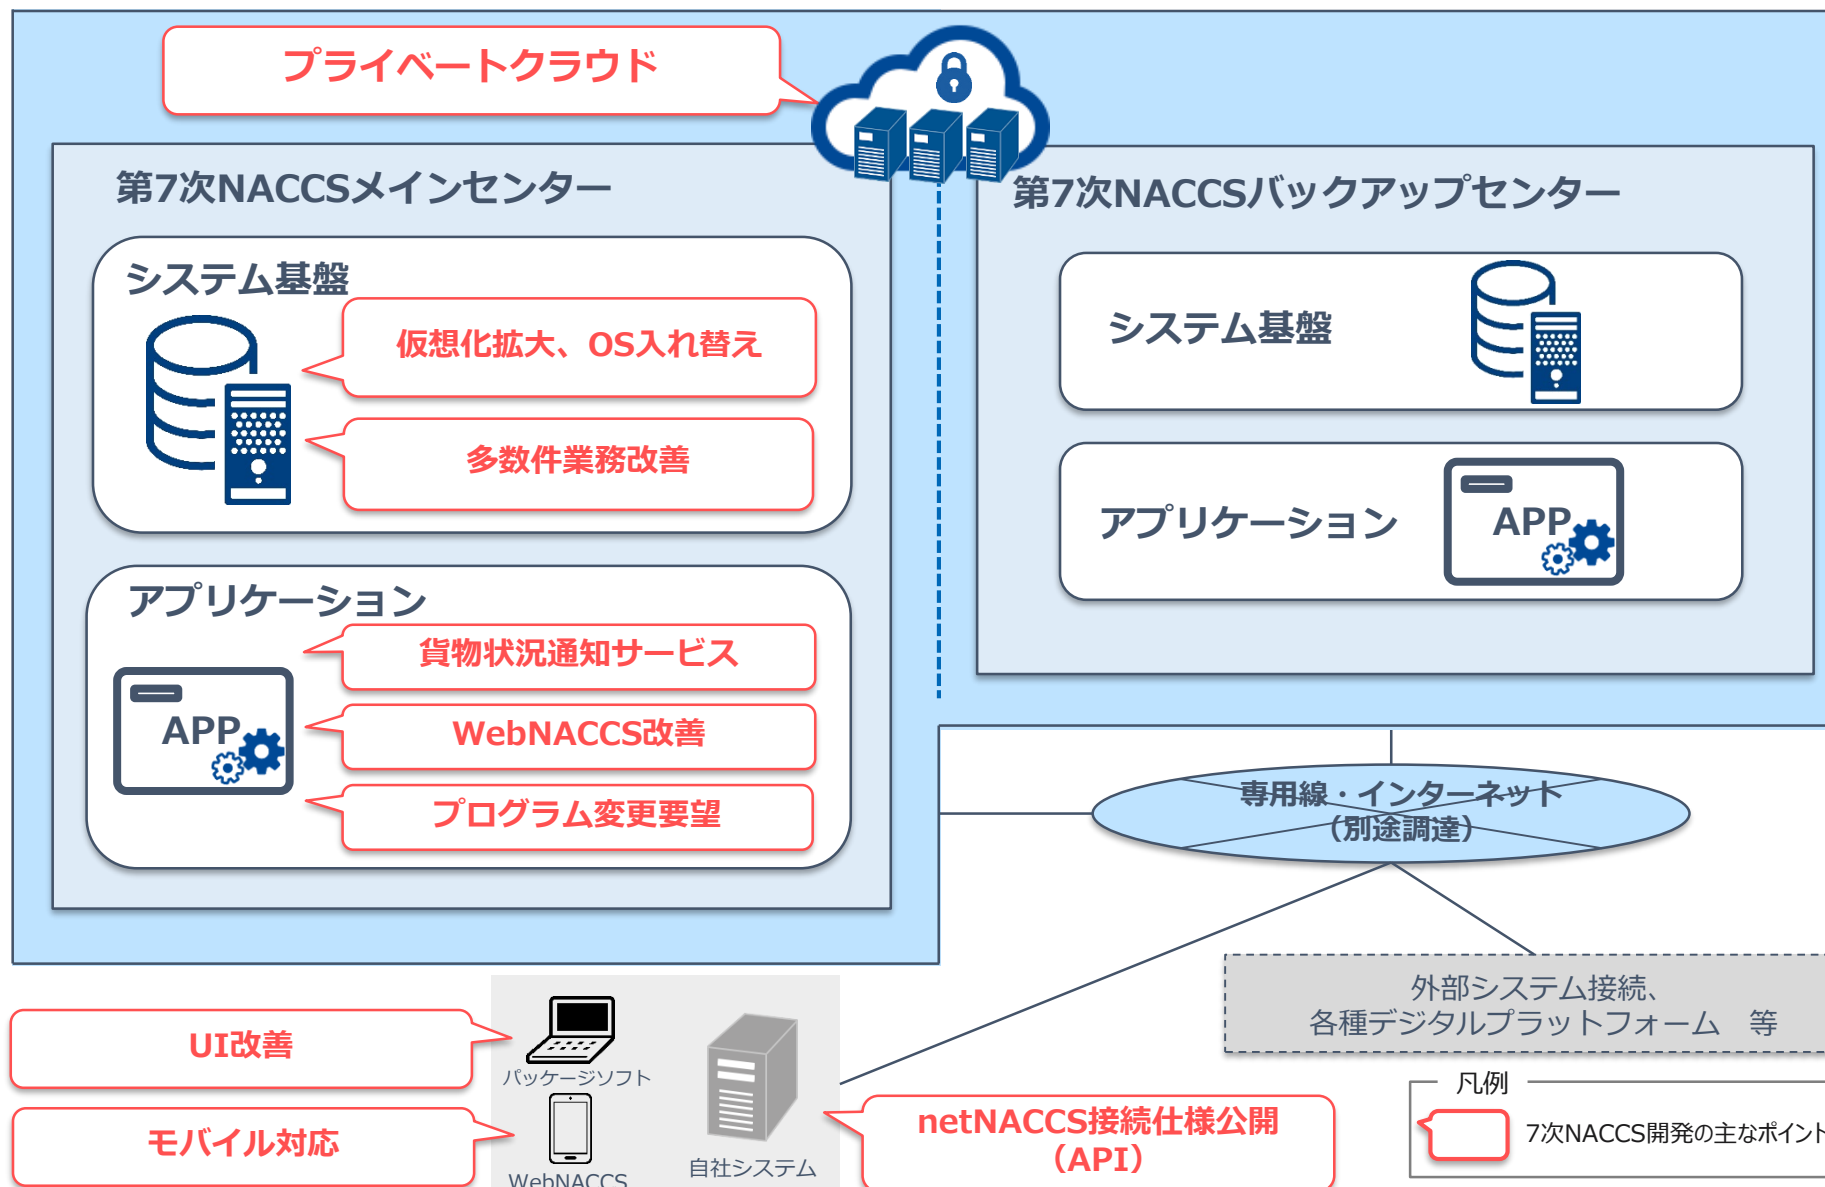 プライベートクラウド
第7次NACCSメインセンター
システム基盤
仮想化拡大、OS入れ替え
多数件業務改善
アプリケーション
貨物状況通知サービス
APP
WebNACCS改善
プログラム変更要望
第7次NACCSバックアップセンター
システム基盤
アプリケーション
APP
専用線・インターネット
（別途調達）
外部システム接続、
各種デジタルプラットフォーム　等
UI改善
パッケージソフト
モバイル対応
WebNACCS
自社システム
netNACCS接続仕様公開
（API）
凡例
7次NACCS開発の主なポイント